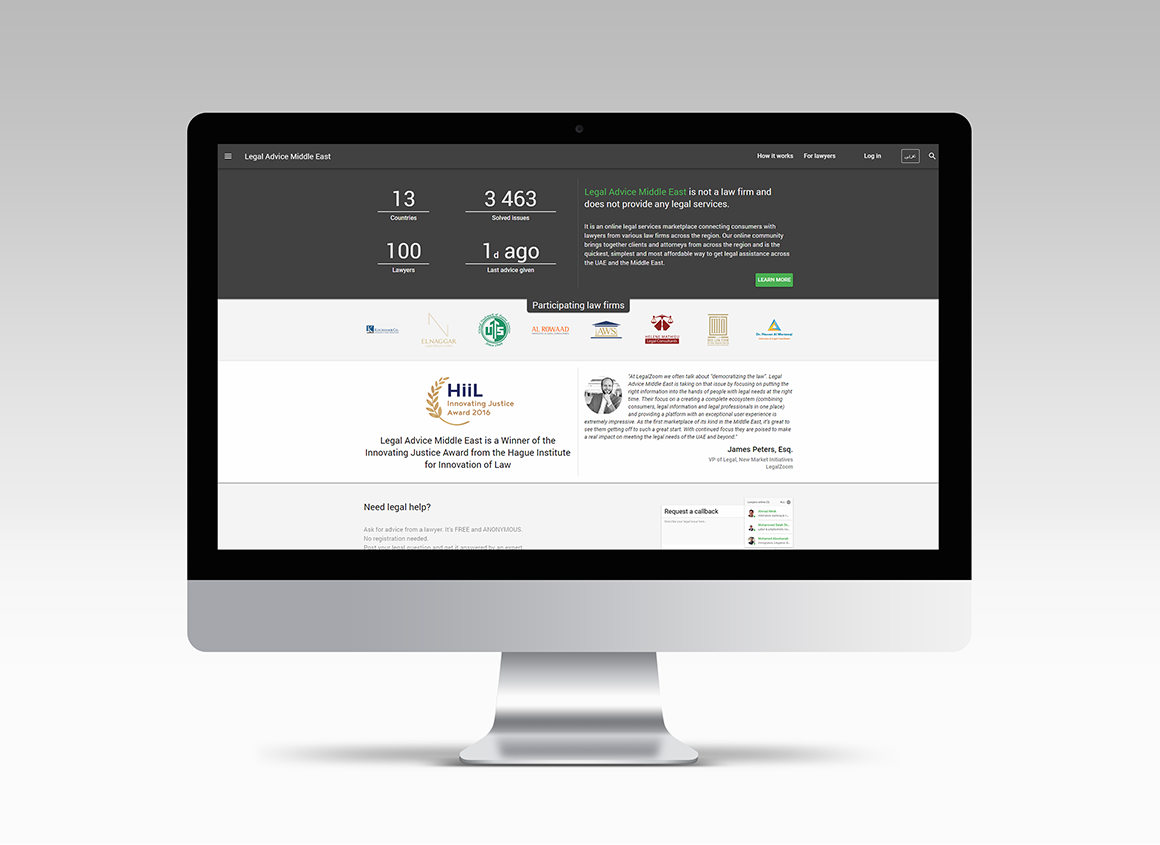 Legal Advice Middle East
How it works
For lawyers
Log in
عربي
13
Countries
3 463
Solved issues
100
Lawyers
1d ago
Last advice given
Legal Advice Middle East is not a law firm and
does not provide any legal services.
It is an online legal services marketplace connecting consumers with
lawyers from various law firms across the region. Our online community
brings together clients and attorneys from across the region and is the
quickest, simplest and most affordable way to get legal assistance across
the UAE and the Middle East.
LEARN MORE
Participating law firms
ELNAGGAR
AL ROWAAD
LAWS
HELENE MATHIOU
Legal Consultants
HiiL
Innovating Justice
Award 2016
Legal Advice Middle East is a Winner of the
Innovating Justice Award from the Hague Institute
for Innovation of Law
"At LegalZoom we often talk about "democratizing the law". Legal
Advice Middle East is taking on that issue by focusing on putting the
right information into the hands of people with legal needs at the right
time. Their focus on a creating a complete ecosystem (combining
consumers, legal information and legal professionals in one place)
and providing a platform with an exceptional user experience is
extremely impressive. As the first marketplace of its kind in the Middle East, it's great to
see them getting off to such a great start. With continued focus they are poised to make
a real impact on meeting the legal needs of the UAE and beyond."
James Peters, Esq.
VP of Legal, New Market Initiatives
LegalZoom
Need legal help?
Ask for advice from a lawyer. It's FREE and ANONYMOUS.
No registration needed.
Post your legal question and get it answered by an expert
Request a callback